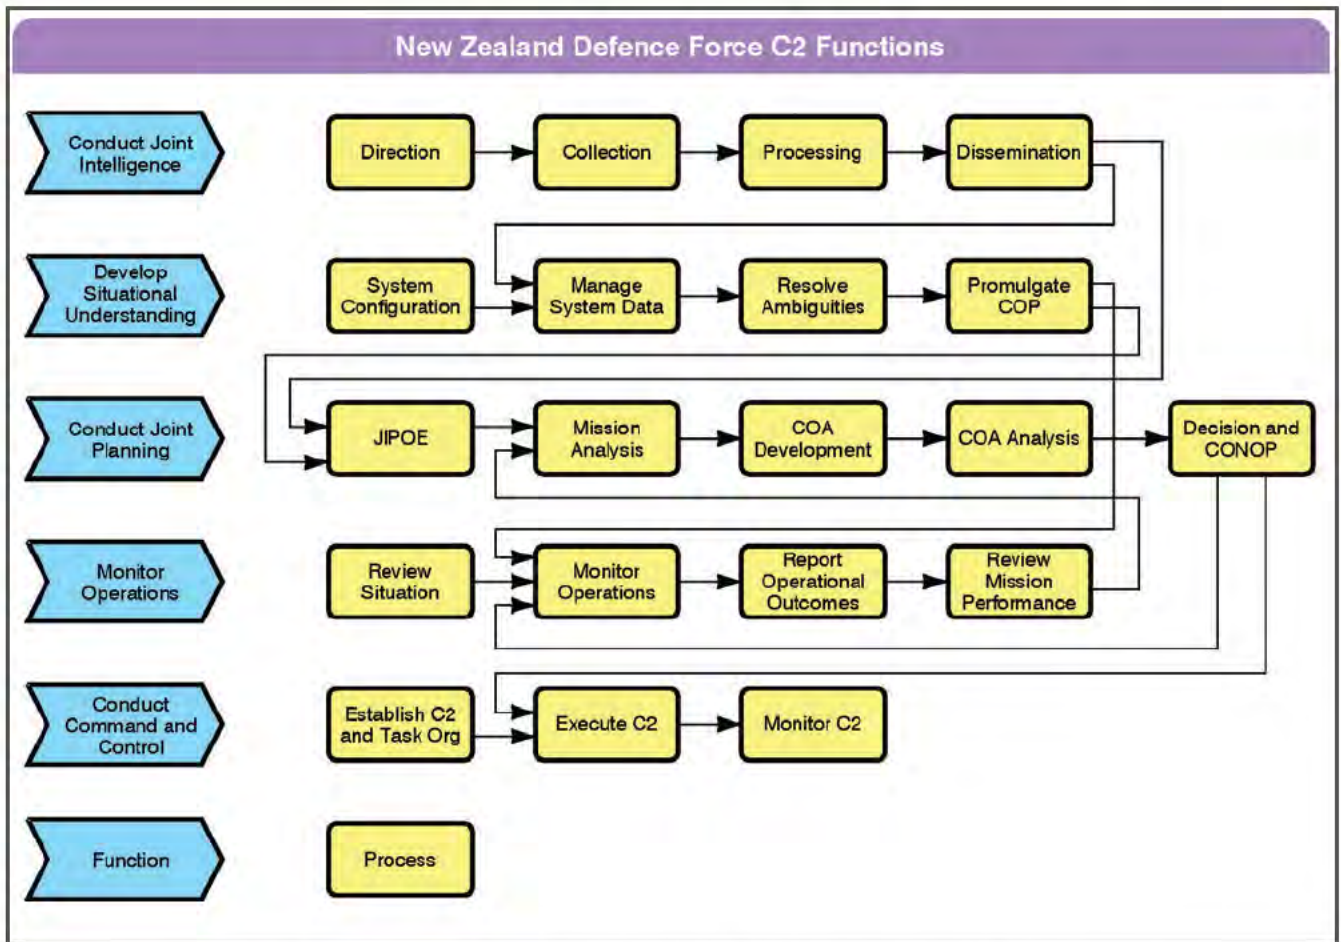 New Zealand Defence Force C2 Functions
Conduct Joint
Intelligence
Direction
Collection
Processing
Dissemination
Develop
Situational
Understanding
System
Configuration
Manage
System Data
Resolve
Ambiguities
Promulgate
COP
Conduct Joint
Planning
JIPOE
Mission
Analysis
COA
Development
COA Analysis
Decision and
CONOP
Monitor
Operations
Review
Situation
Monitor
Operations
Report
Operational
Outcomes
Review
Mission
Performance
Conduct
Command and
Control
Establish C2
and Task Org
Execute C2
Monitor C2
Function
Process